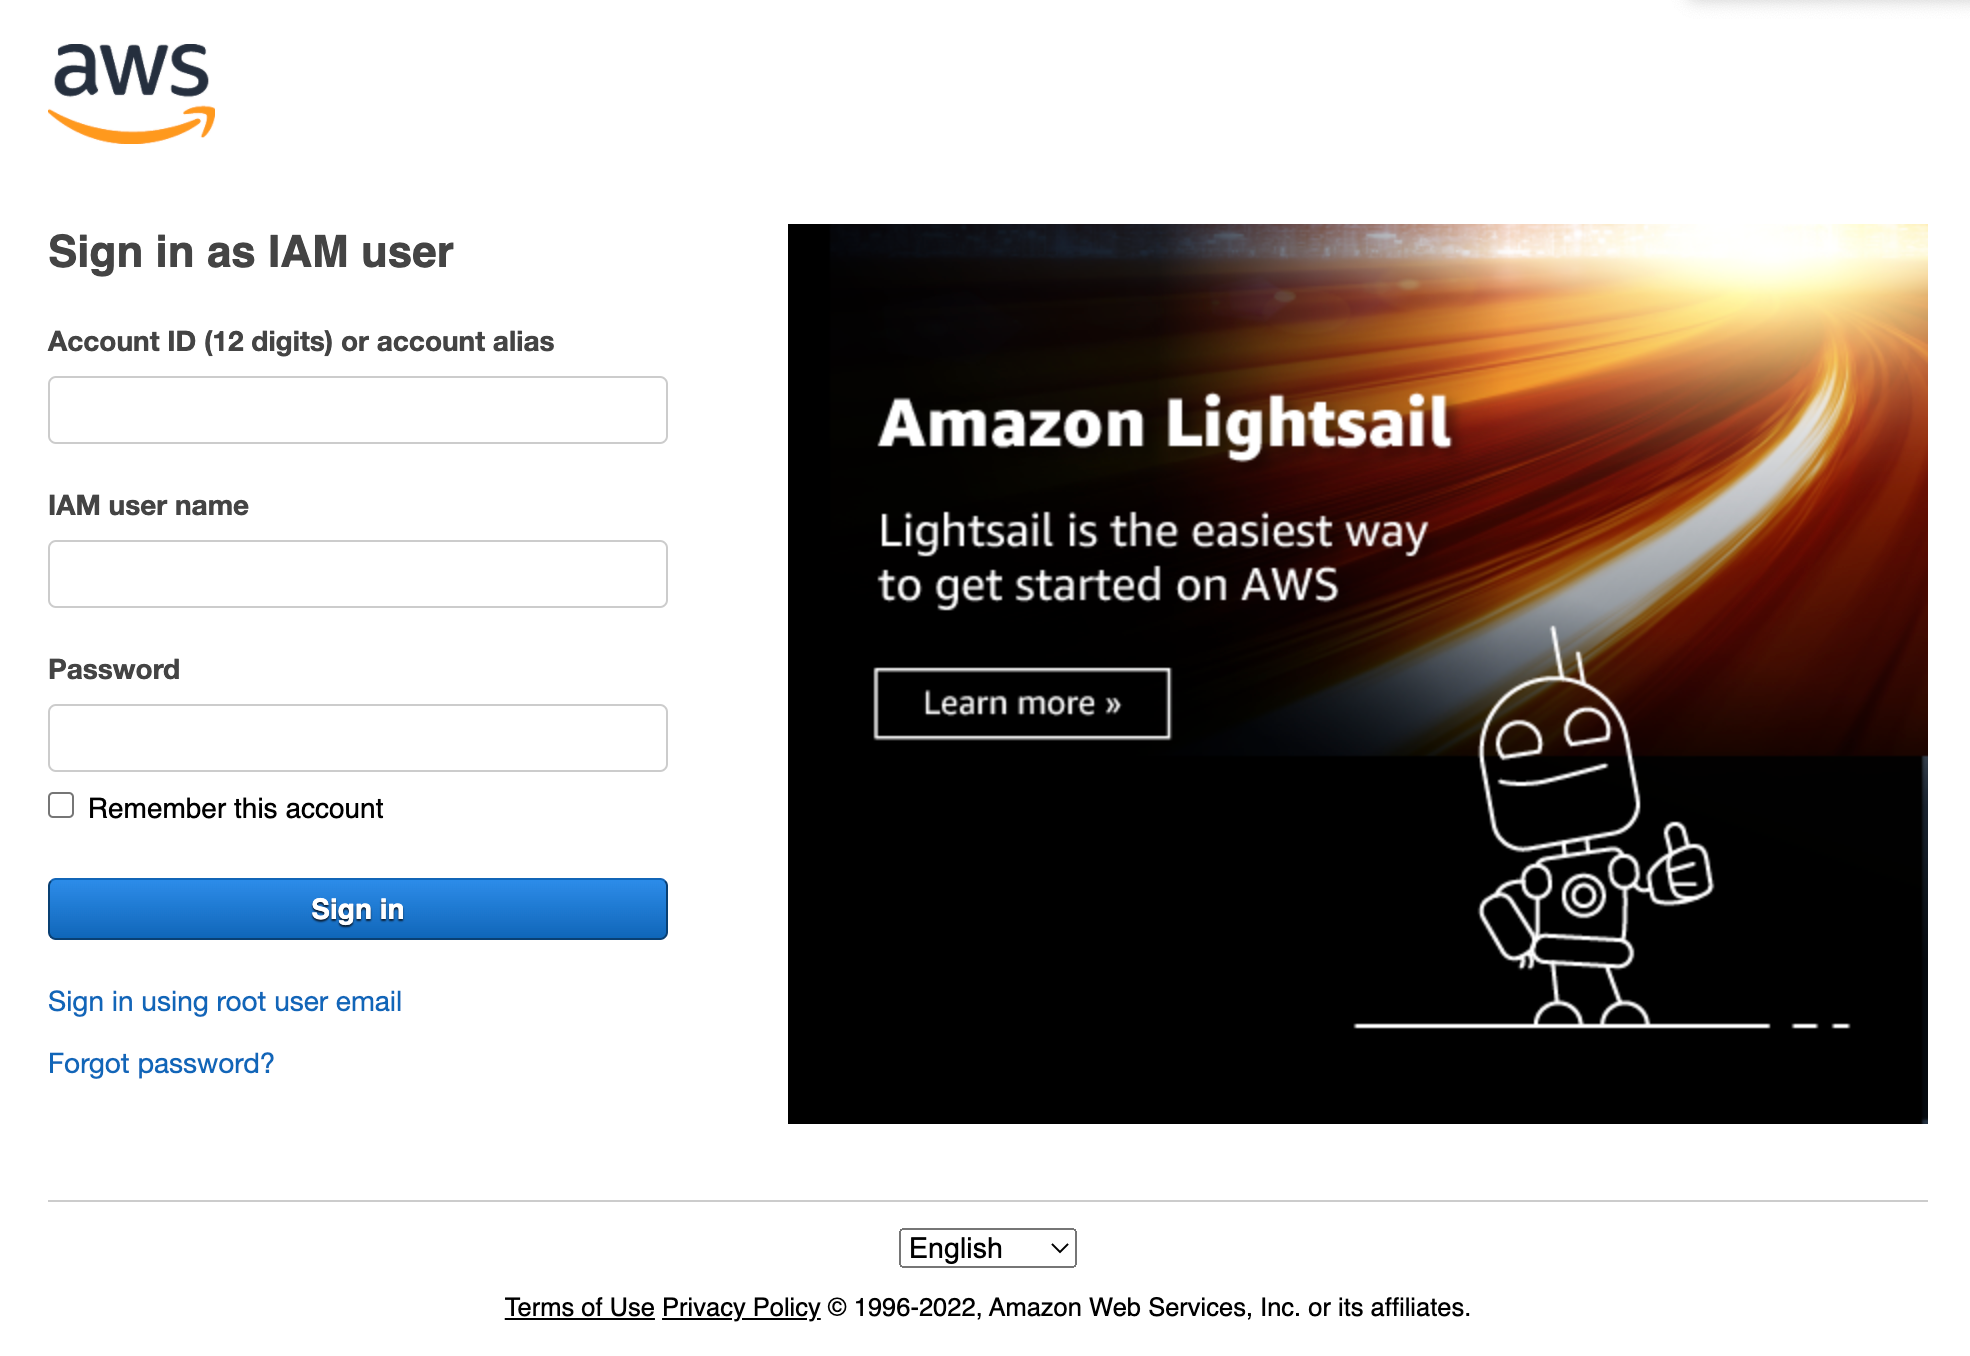 aws
Sign in as IAM user
Account ID (12 digits) or account alias
IAM user name
Password
Remember this account
Sign in
Sign in using root user email
Forgot password?
Amazon Lightsail
Lightsail is the easiest way
to get started on AWS
Learn more »
English
Terms of Use Privacy Policy © 1996-2022, Amazon Web Services, Inc. or its affiliates.